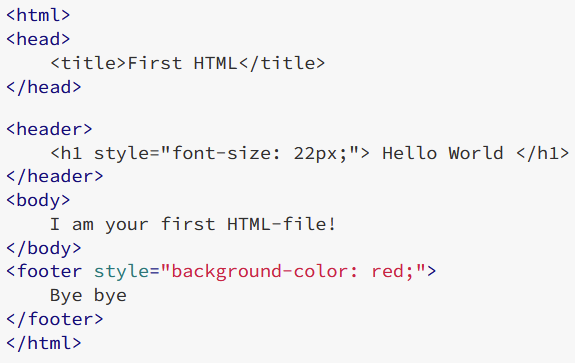 <html>
<head>
    <title>First HTML</title>
</head>

<header>
    <h1 style="font-size: 22px;"> Hello World </h1>
</header>
<body>
    I am your first HTML-file!
</body>
<footer style="background-color: red;">
    Bye bye
</footer>
</html>